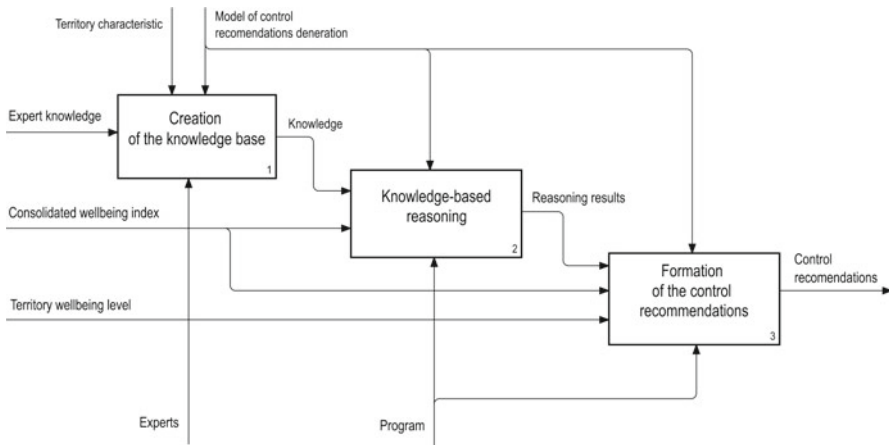 Territory characteristic
Model of control
recomendations deneration
Expert knowledge
Creation
of the knowledge base
1
Knowledge
Consolidated wellbeing index
Knowledge-based
reasoning
2
Reasoning results
Territory wellbeing level
Formation
of the control
recommendations
3
Control
recomendations
Experts
Program